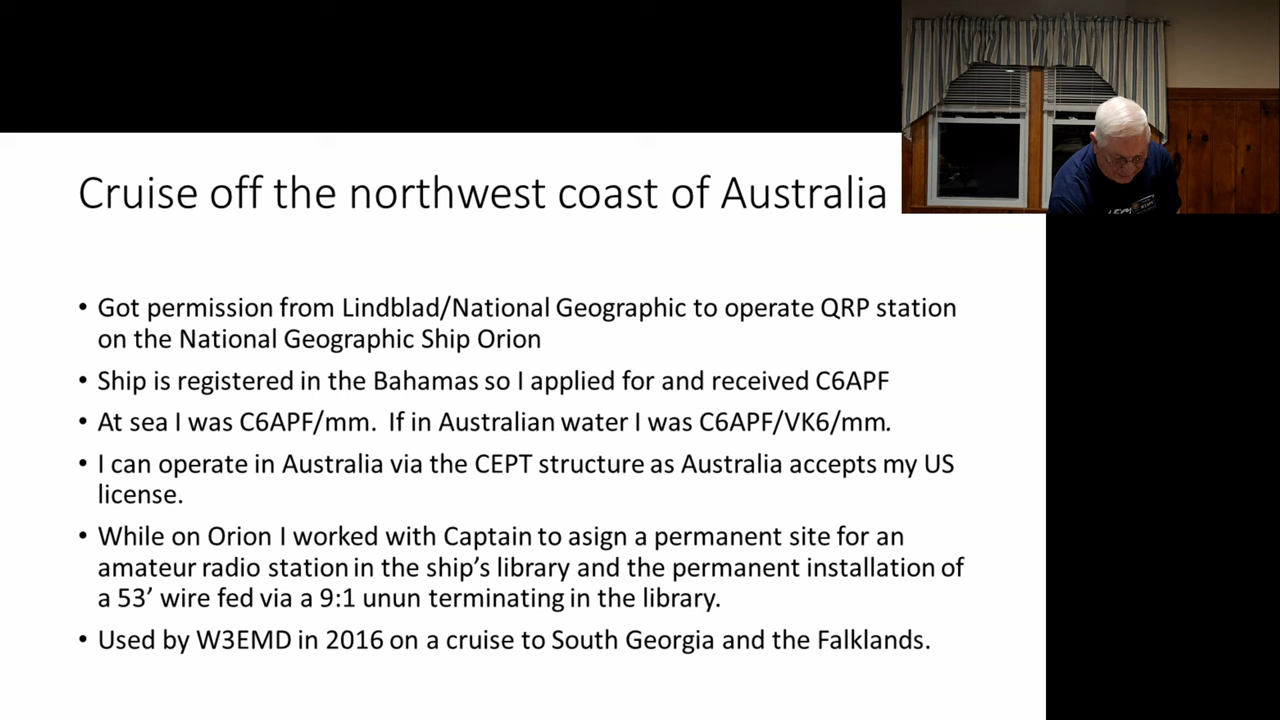 Cruise off the northwest coast of Australia
• Got permission from Lindblad/National Geographic to operate QRP station
on the National Geographic Ship Orion
• Ship is registered in the Bahamas so I applied for and received C6APF
• At sea I was C6APF/mm.  If in Australian water I was C6APF/VK6/mm.
• I can operate in Australia via the CEPT structure as Australia accepts my US
license.
• While on Orion I worked with Captain to asign a permanent site for an
amateur radio station in the ship’s library and the permanent installation of
a 53’ wire fed via a 9:1 unun terminating in the library.
• Used by W3EMD in 2016 on a cruise to South Georgia and the Falklands.